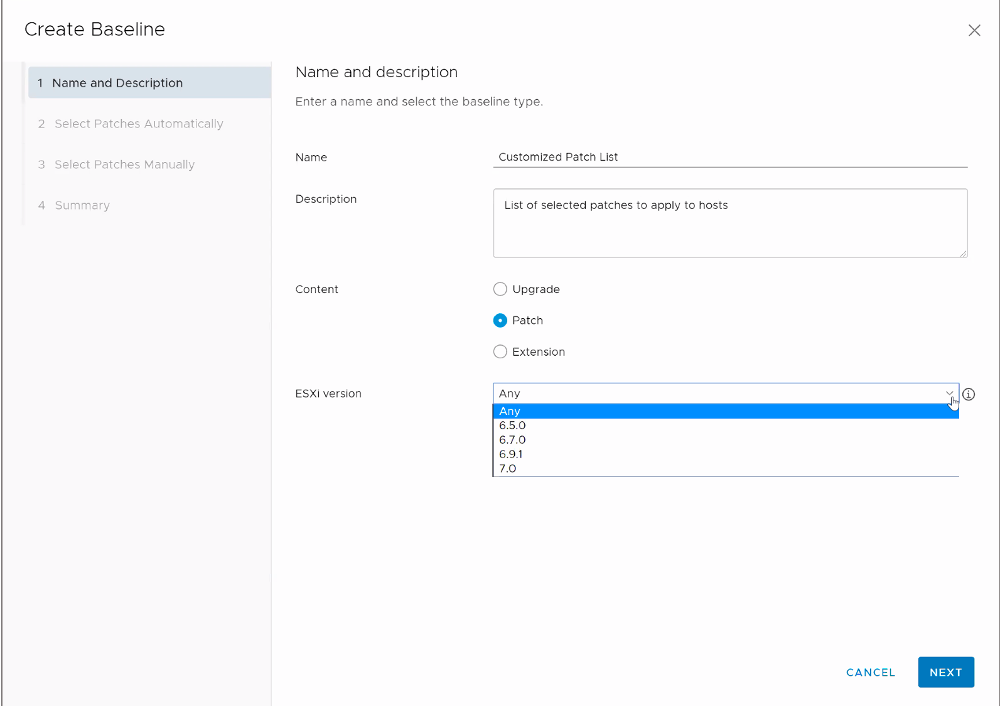 Create Baseline
1 Name and Description
2 Select Patches Automatically
3 Select Patches Manually
4 Summary
Name and description
Enter a name and select the baseline type.
Name
Customized Patch List
Description
List of selected patches to apply to hosts
Content
Upgrade
Patch
Extension
ESXi version
Any
Any
6.5.0
6.7.0
6.9.1
7.0
CANCEL
NEXT